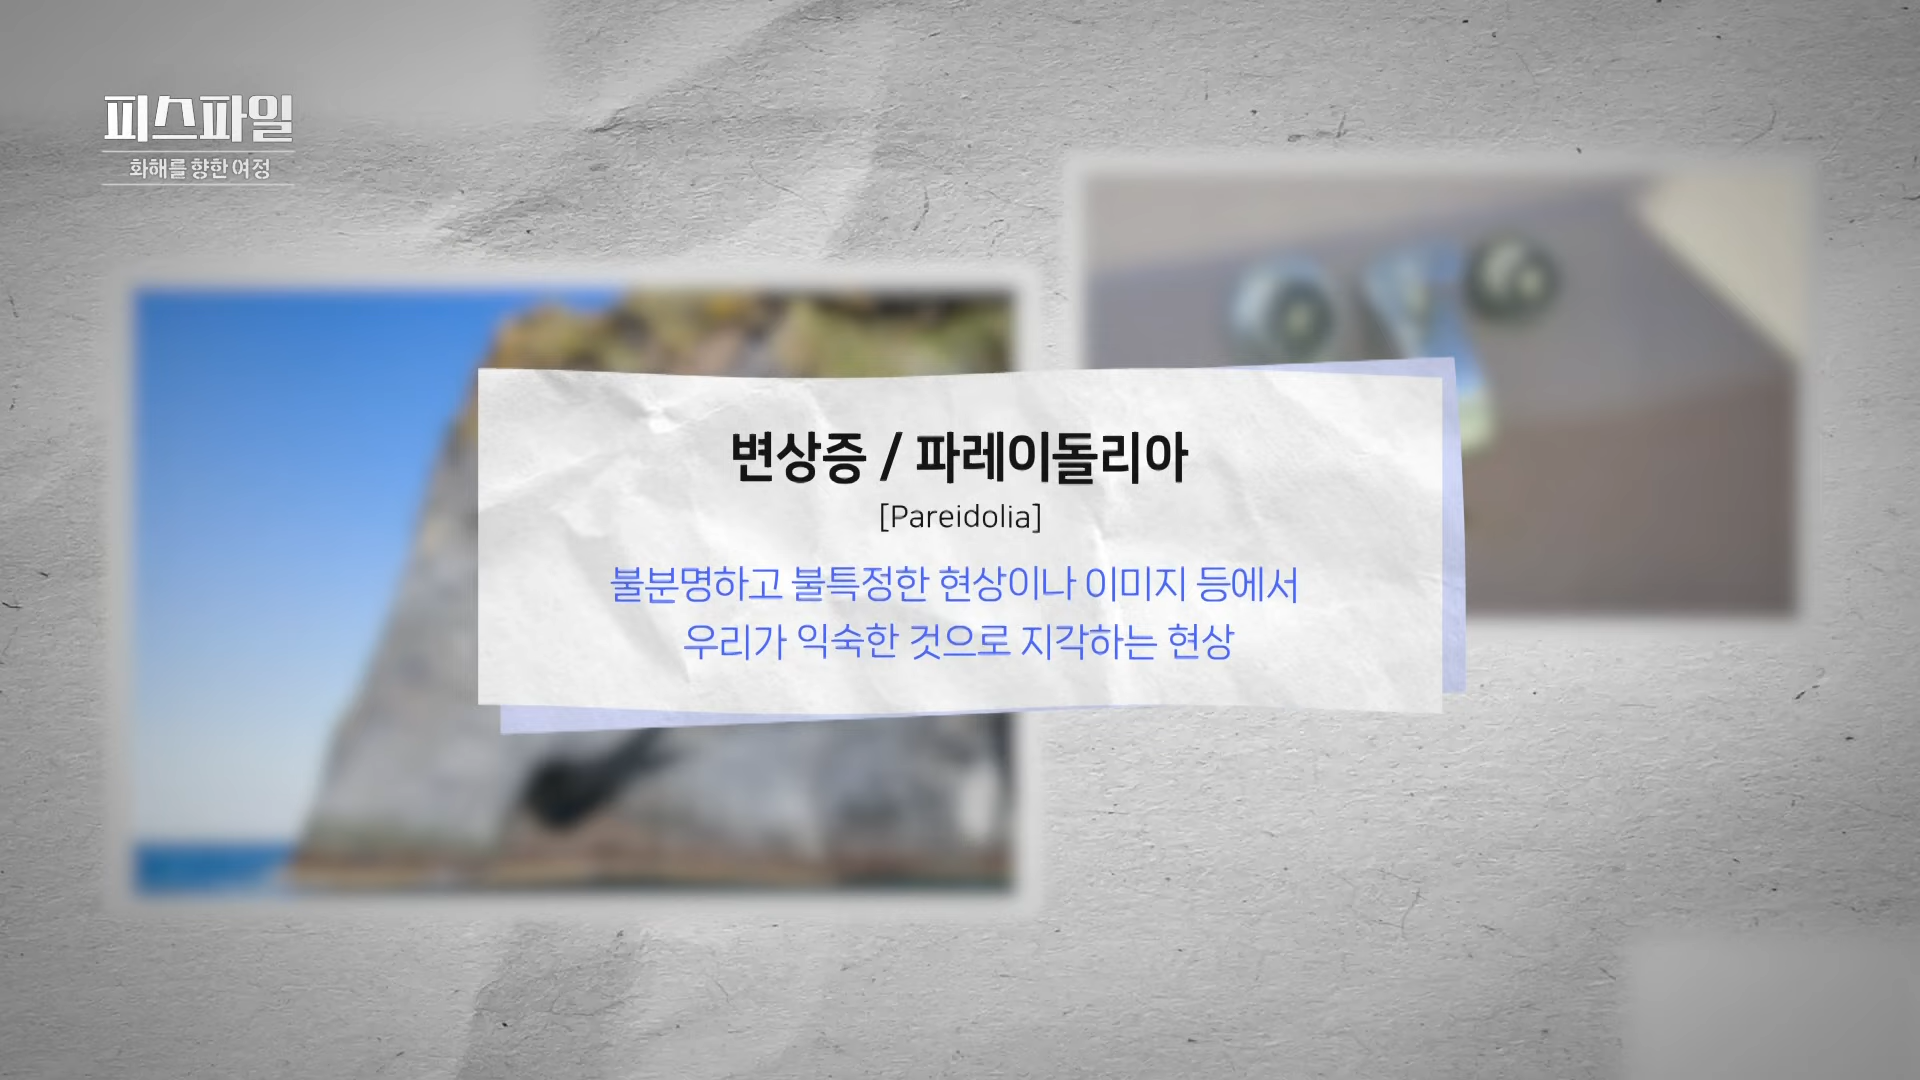 피스파일
화해를 향한 여정
변상증 / 파레이돌리아
[Pareidolia]
불분명하고 불특정한 현상이나 이미지 등에서
우리가 익숙한 것으로 지각하는 현상